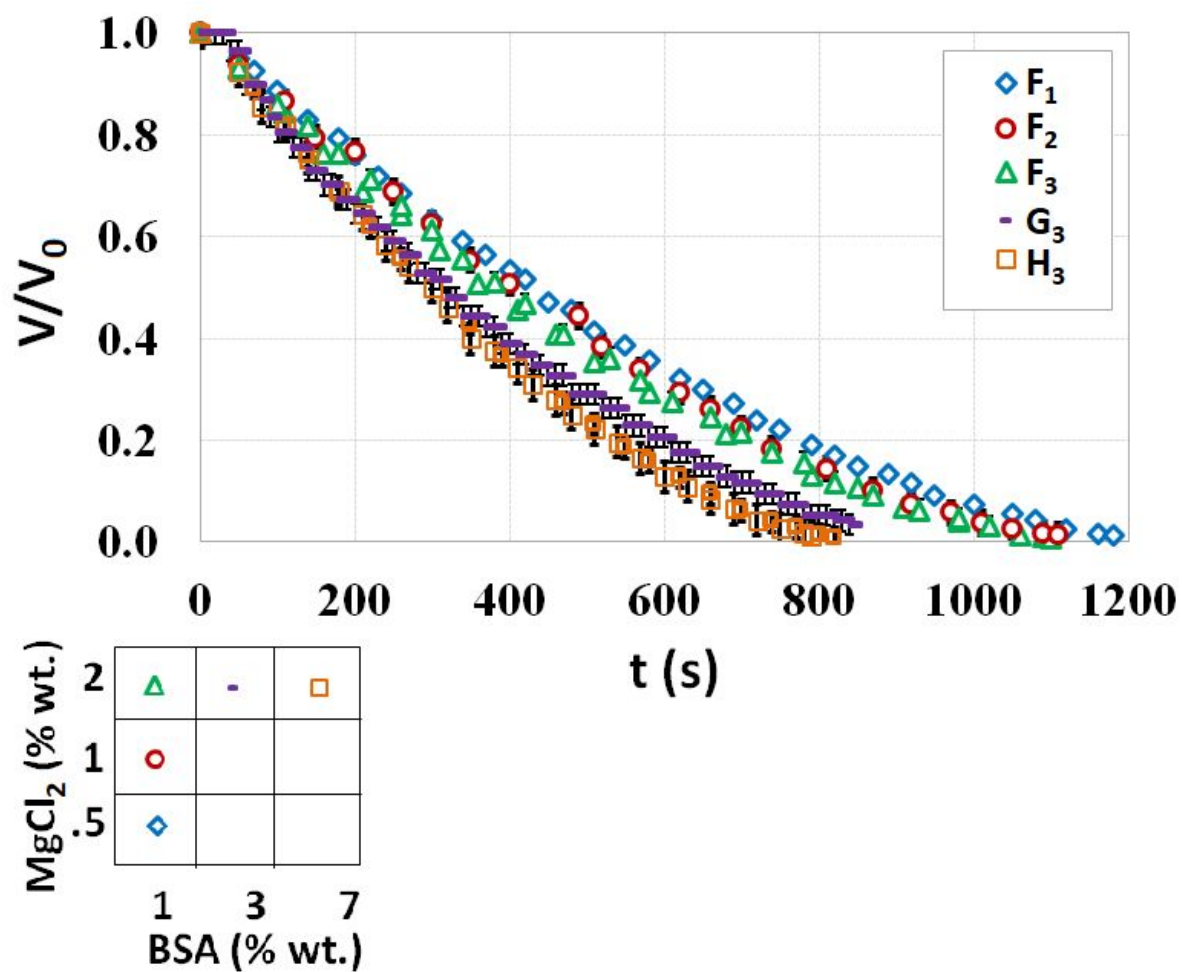 1.0
0.8
0.6
0.4
0.2
0.0
V/V₀
F₁
F₂
F₃
G₃
H₃
0 200 400 600 800 1000 1200
t (s)
MgCl₂ (% wt.)
2
1
.5
1 3 7
BSA (% wt.)